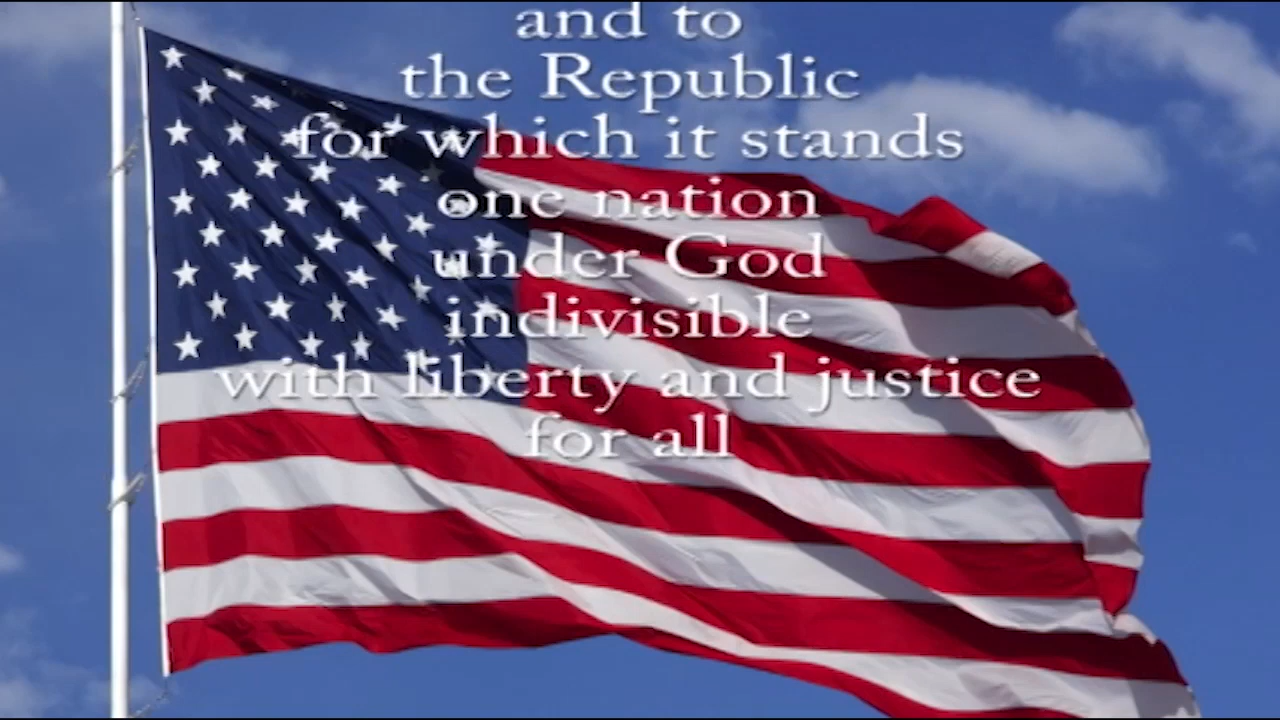 and to
the Republic
for which it stands
one nation
under God
indivisible
with liberty and justice
for all